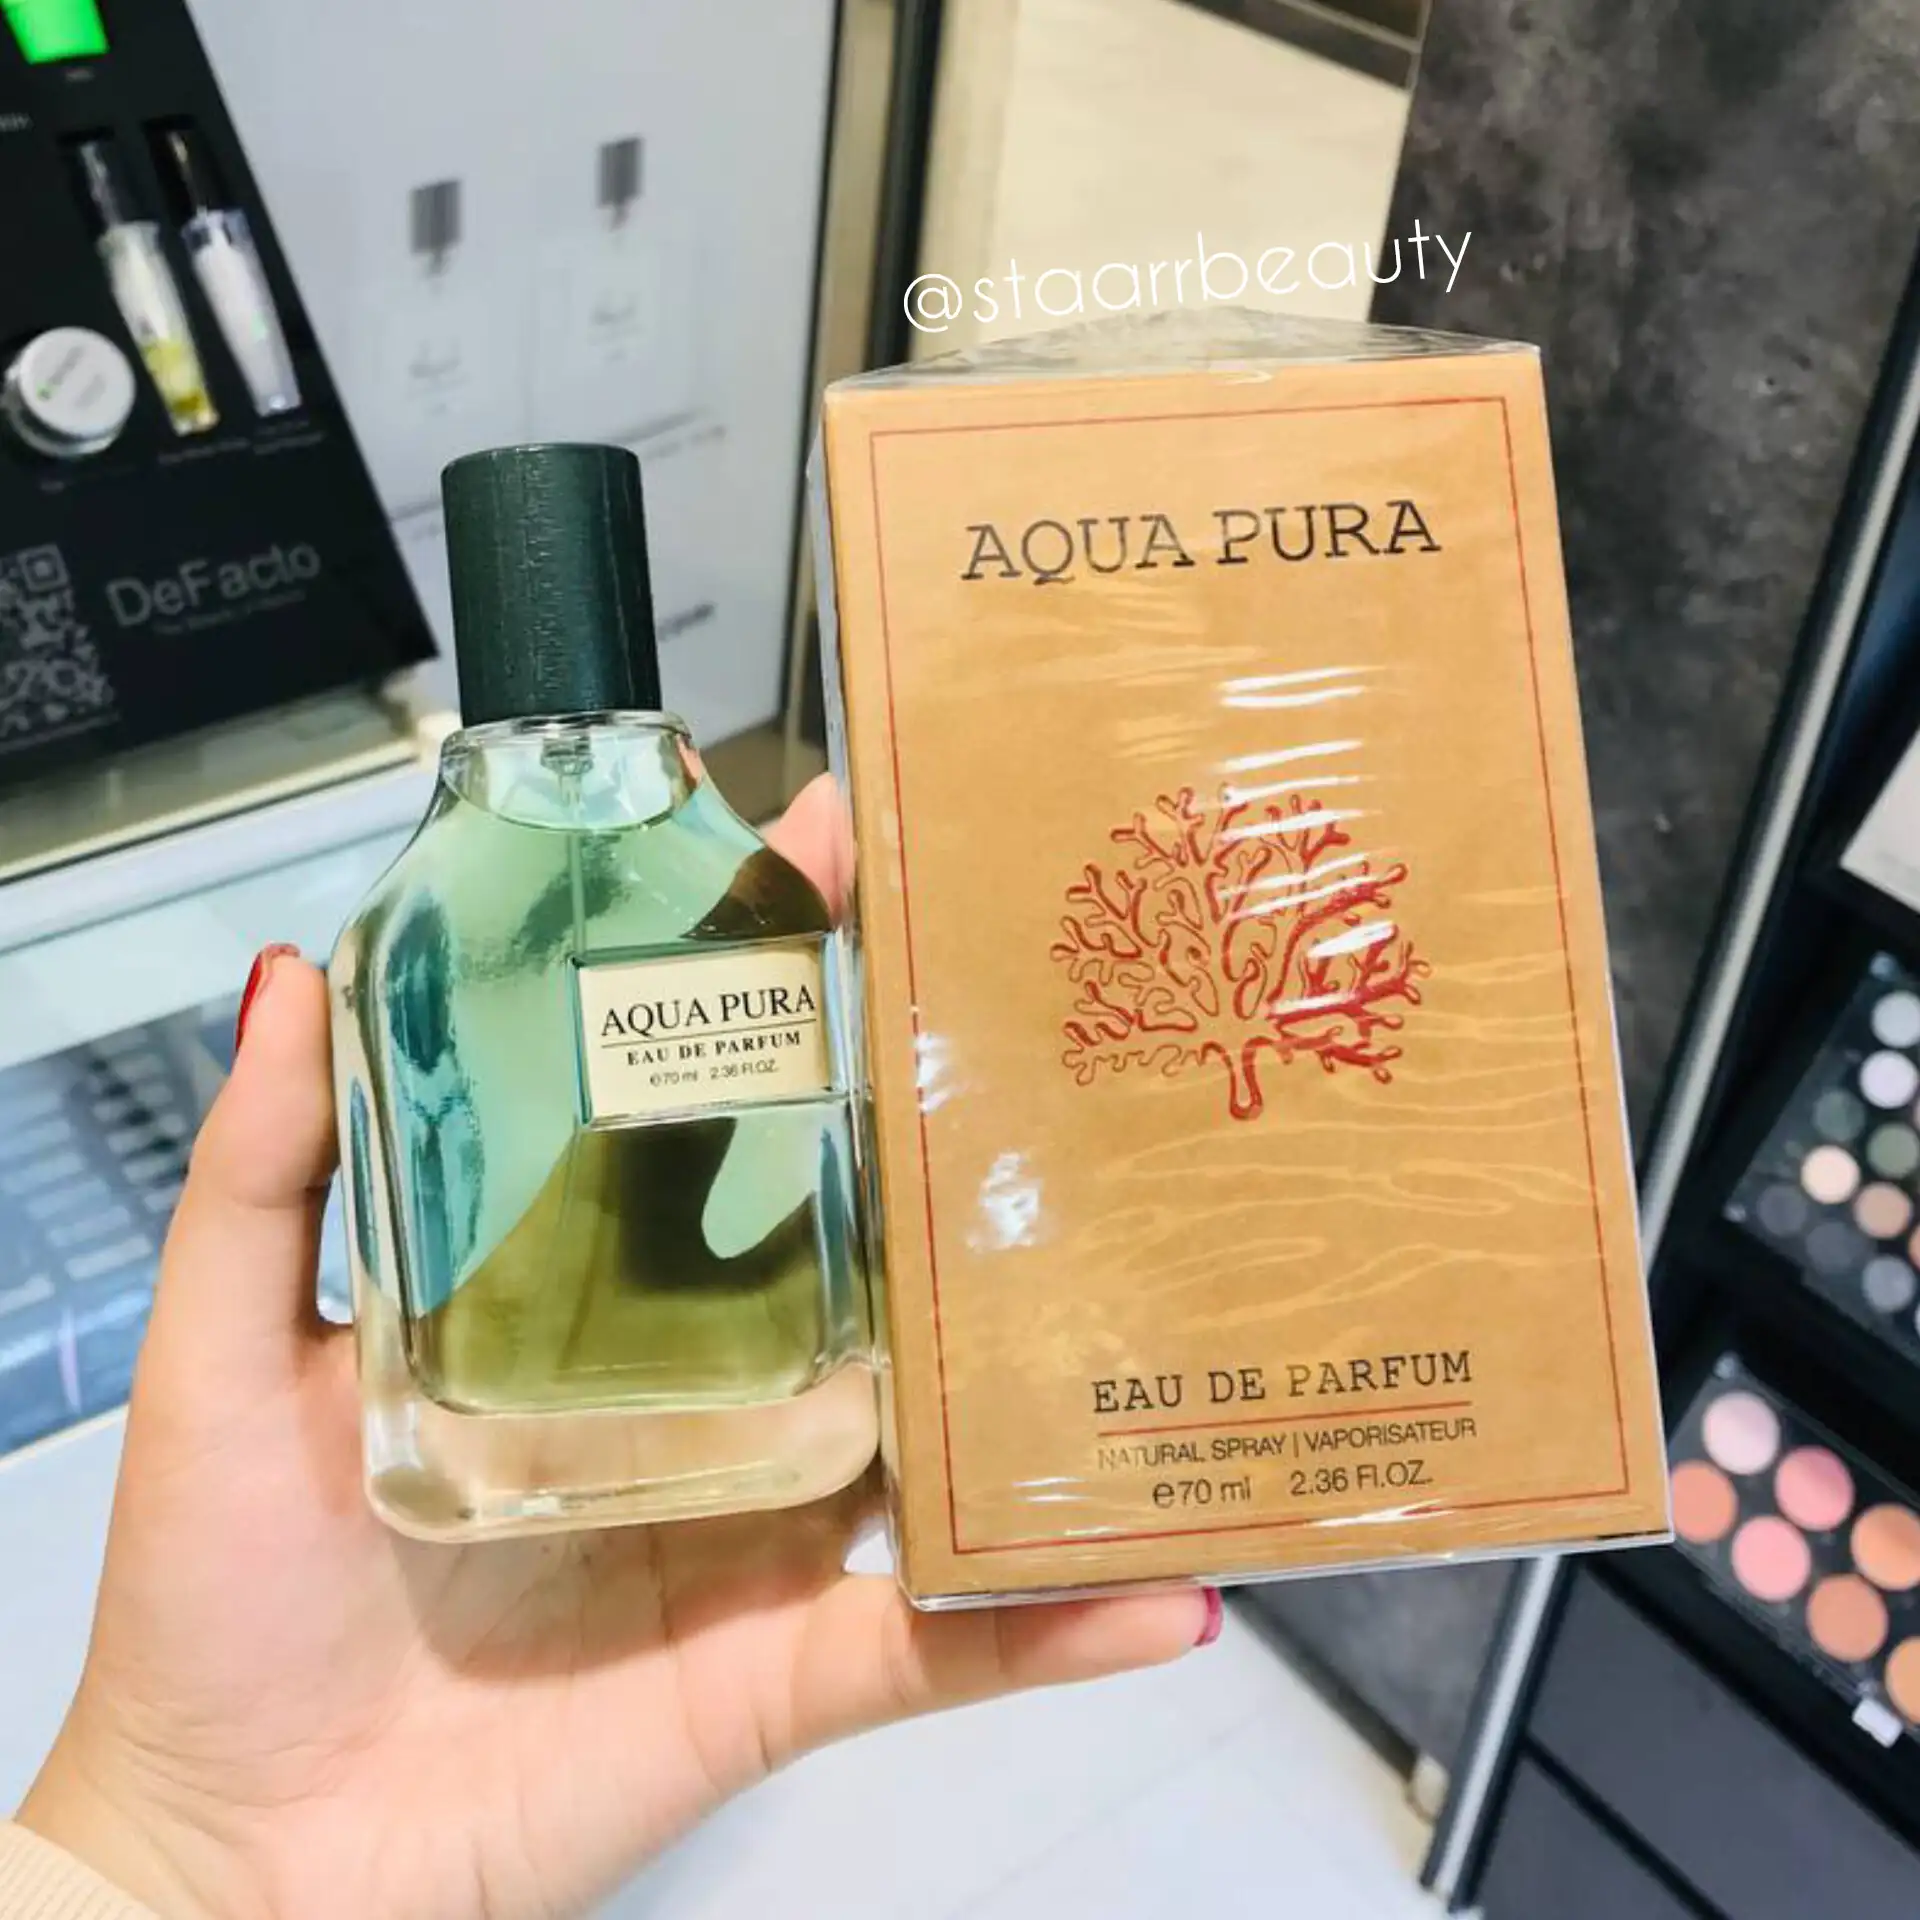 @staarrbeauty
AQUA PURA
DeFacto
AQUA PURA
EAU DE PARFUM
℮70 ml 2.36 Fl.OZ.
EAU DE PARFUM
NATURAL SPRAY | VAPORISATEUR
℮70 ml 2.36 Fl.OZ.